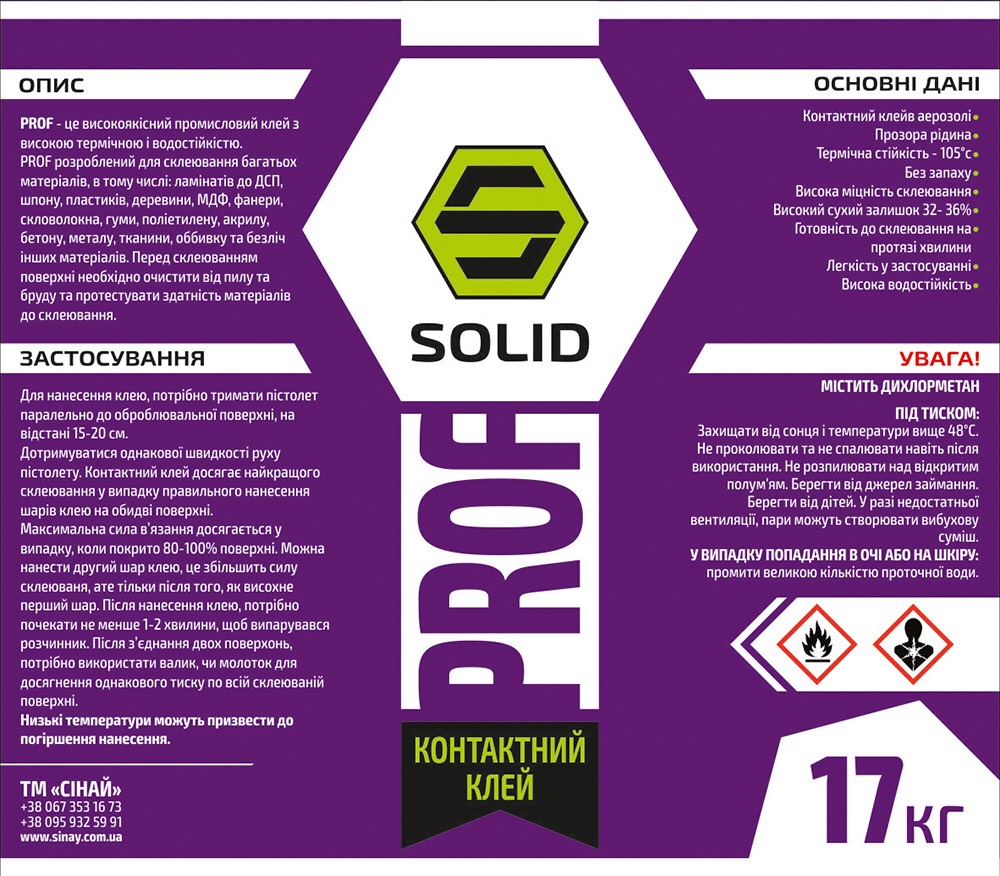 ОПИС
PROF - це високоякісний промисловий клей з
високою термічною і водостійкістю.
PROF розроблений для склеювання багатьох
матеріалів, в тому числі: ламінатів до ДСП,
шпону, пластиків, деревини, МДФ, фанери,
скловолокна, гуми, поліетилену, акрилу,
бетону, металу, тканини, оббивку та безліч
інших матеріалів. Перед склеюванням
поверхні необхідно очистити від пилу та
бруду та протестувати здатність матеріалів
до склеювання.
ЗАСТОСУВАННЯ
Для нанесення клею, потрібно тримати пістолет
паралельно до оброблювальної поверхні, на
відстані 15-20 см.
Дотримуватися однакової швидкості руху
пістолету. Контактний клей досягає найкращого
склеювання у випадку правильного нанесення
шарів клею на обидві поверхні.
Максимальна сила в'язання досягається у
випадку, коли покрито 80-100% поверхні. Можна
нанести другий шар клею, це збільшить силу
склеюваня, ате тільки після того, як висохне
перший шар. Після нанесення клею, потрібно
почекати не менше 1-2 хвилини, щоб випарувався
розчинник. Після з'єднання двох поверхонь,
потрібно використати валик, чи молоток для
досягнення однакового тиску по всій склеюваній
поверхні.
Низькі температури можуть призвести до
погіршення нанесення.
ТМ «СІНАЙ»
+38 067 353 16 73
+38 095 932 59 91
www.sinay.com.ua
SOLID
PROF
КОНТАКТНИЙ
КЛЕЙ
ОСНОВНІ ДАНІ
Контактний клейв аерозолі•
Прозора рідина•
Термічна стійкість - 105°с•
Без запаху•
Висока міцність склеювання•
Високий сухий залишок 32- 36%•
Готовність до склеювання на•
протязі хвилини
Легкість у застосуванні•
Висока водостійкість•
УВАГА!
МІСТИТЬ ДИХЛОРМЕТАН
ПІД ТИСКОМ:
Захищати від сонця і температури вище 48°С.
Не проколювати та не спалювати навіть після
використання. Не розпилювати над відкритим
полум'ям. Берегти від джерел займання.
Берегти від дітей. У разі недостатньої
вентиляції, пари можуть створювати вибухову
суміш.
У ВИПАДКУ ПОПАДАННЯ В ОЧІ АБО НА ШКІРУ:
промити великою кількістю проточної води.
17кг